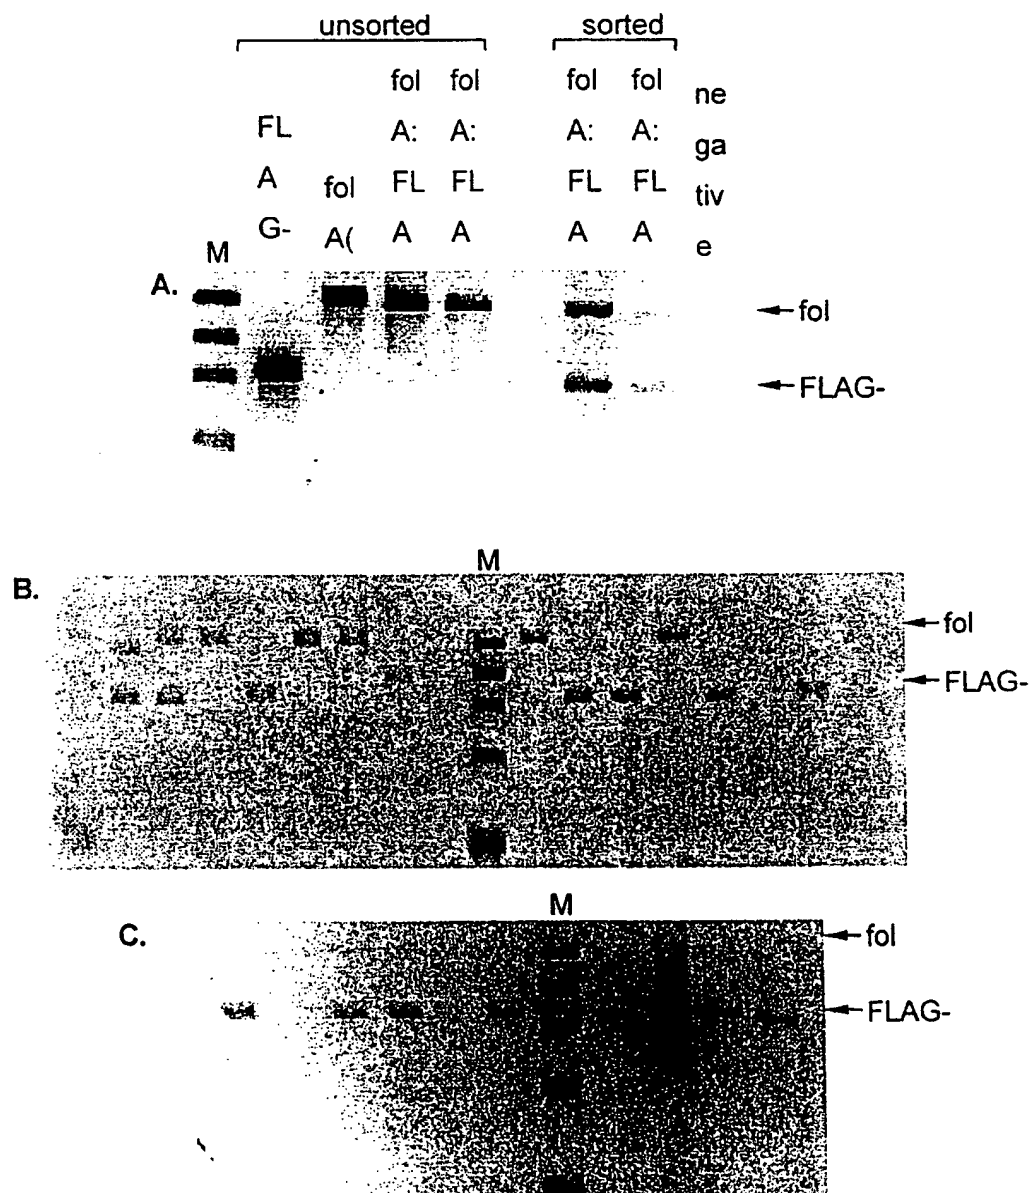 unsorted sorted
fol fol fol fol
ne
FL A: A: A: A:
ga
A fol FL FL FL FL
tiv
G- A( A A A A
e
M
A.
fol
FLAG-
M
B.
fol
FLAG-
M
C.
fol
FLAG-